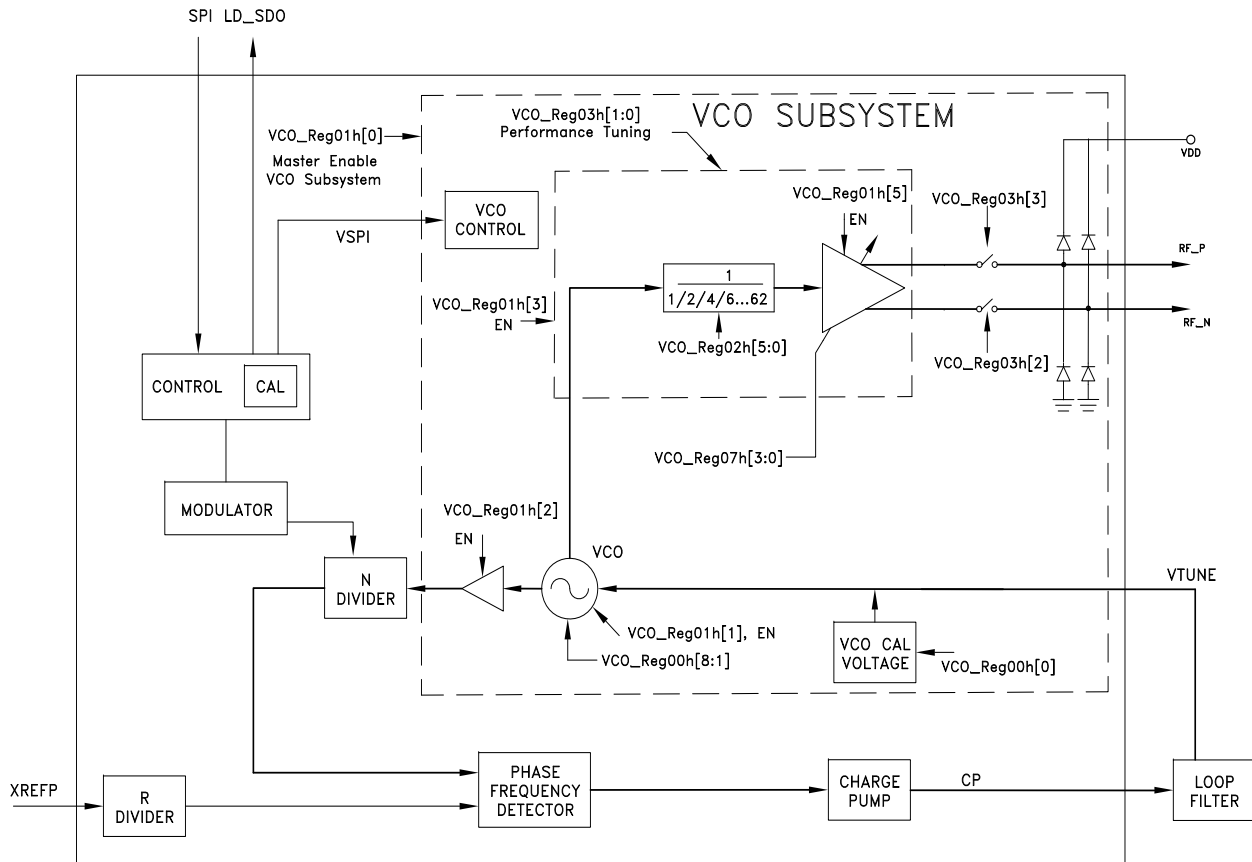 SPI LD_SDO
VCO_Reg03h[1:0]
Performance Tuning
VCO SUBSYSTEM
VCO_Reg01h[0]
Master Enable
VCO Subsystem
VDD
VCO_Reg01h[5]
EN
VCO_Reg03h[3]
VCO
CONTROL
VSPI
RF_P
1
1/2/4/6...62
VCO_Reg01h[3]
EN
RF_N
VCO_Reg02h[5:0]
VCO_Reg03h[2]
CONTROL
CAL
VCO_Reg07h[3:0]
MODULATOR
VCO_Reg01h[2]
EN
VCO
N
DIVIDER
VTUNE
VCO_Reg01h[1], EN
VCO_Reg00h[8:1]
VCO CAL
VOLTAGE
VCO_Reg00h[0]
XREFP
R
DIVIDER
PHASE
FREQUENCY
DETECTOR
CHARGE
PUMP
CP
LOOP
FILTER